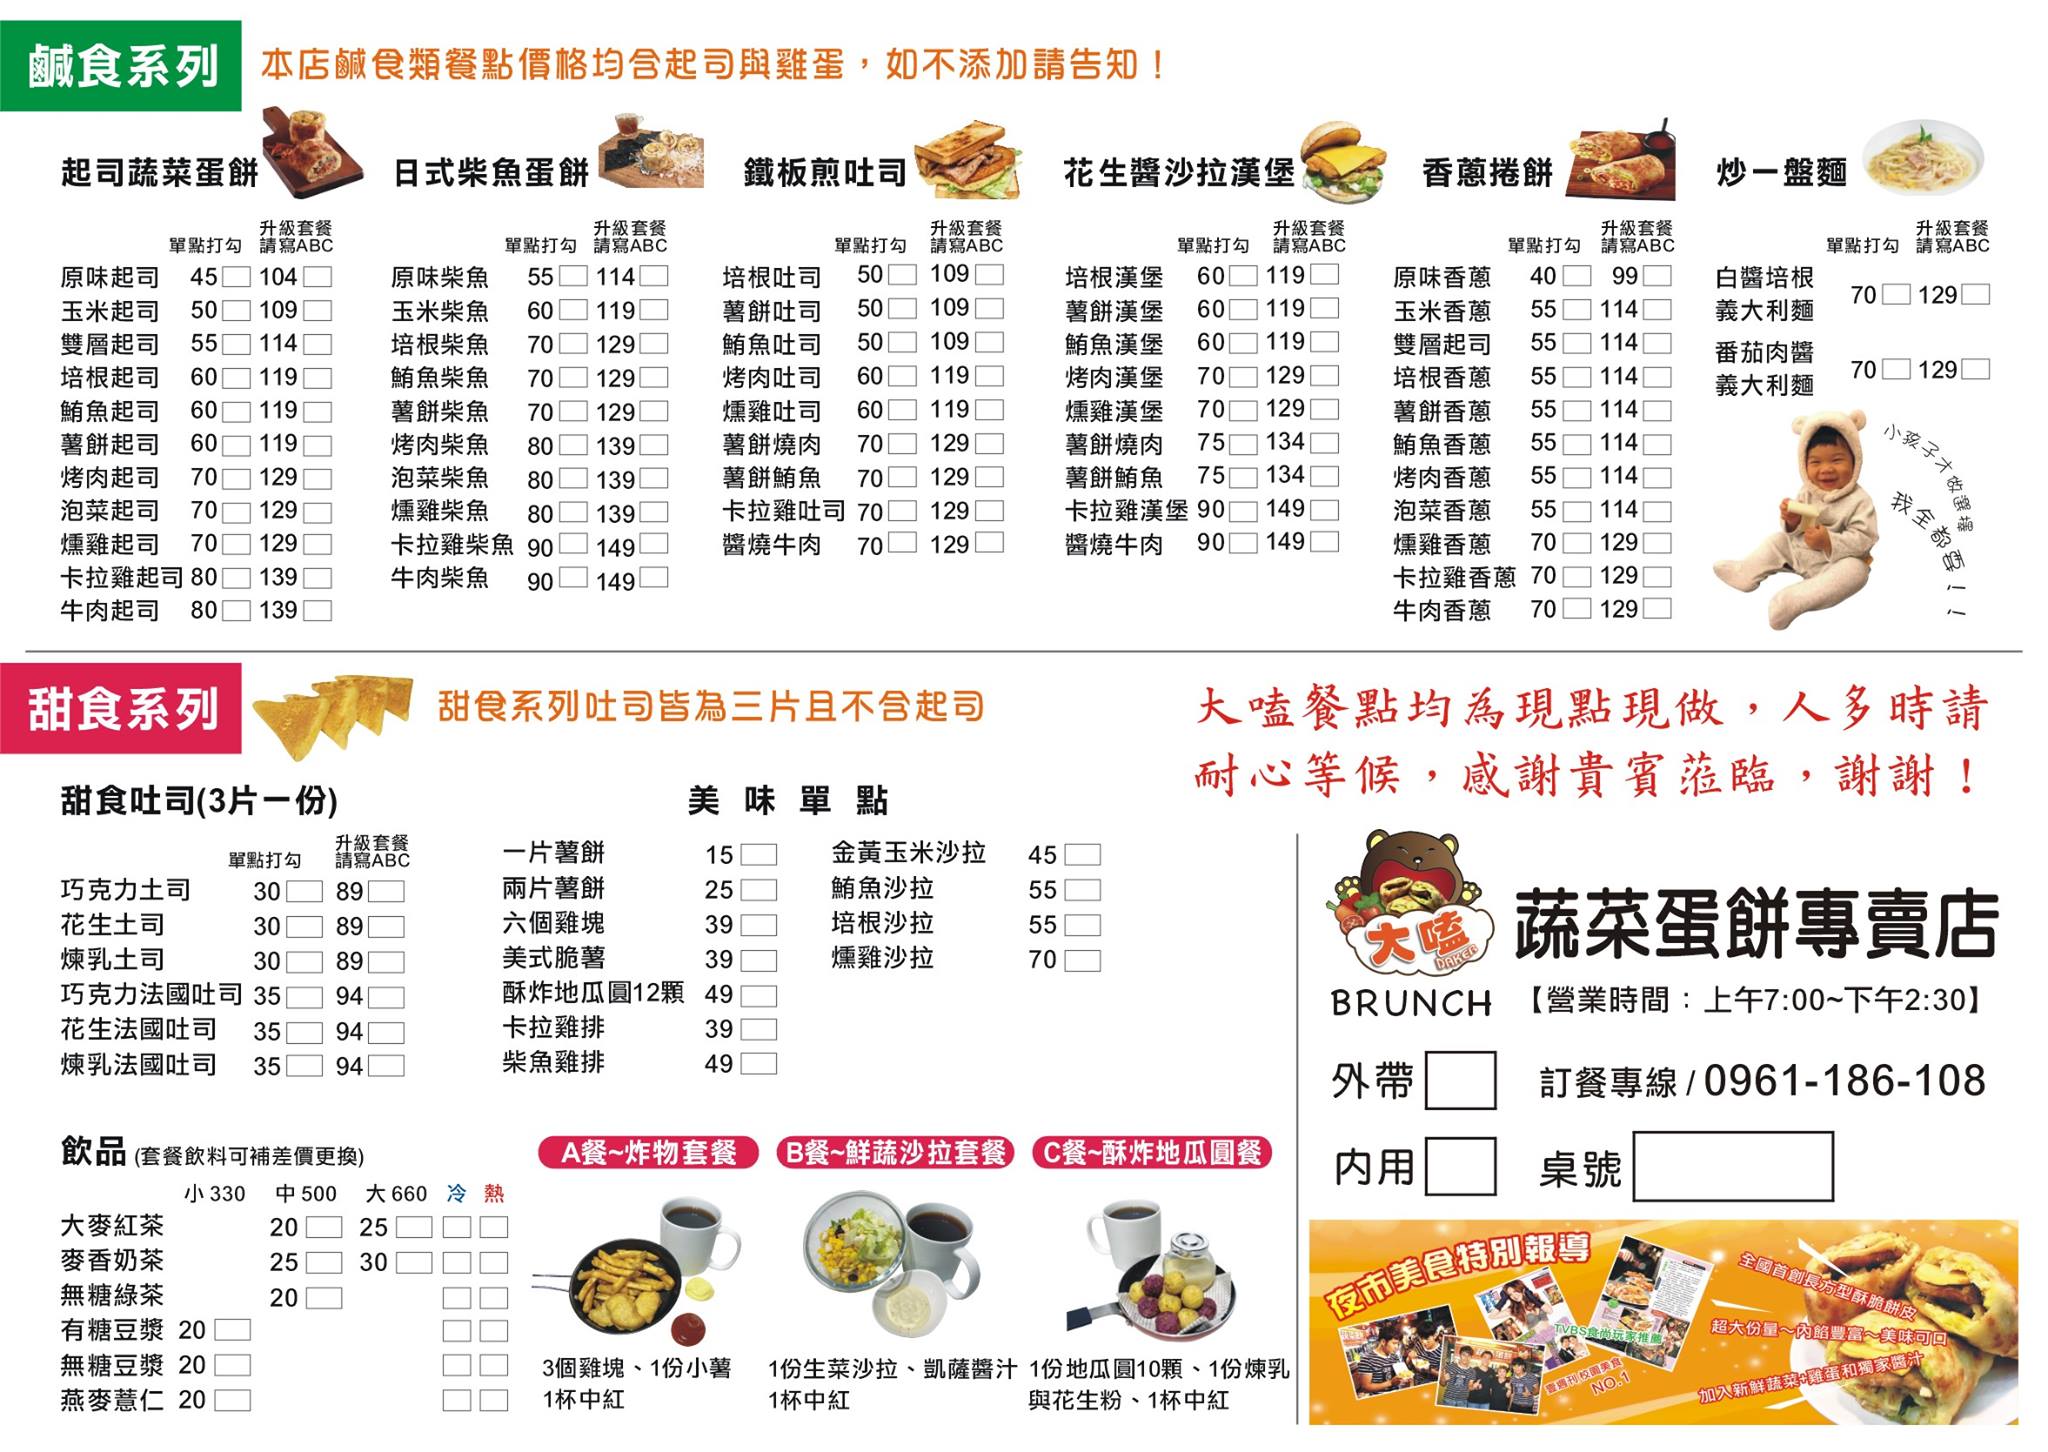 鹹食系列
本店鹹食類餐點價格均含起司與雞蛋，如不添加請告知！
起司蔬菜蛋餅
單點打勾 升級套餐 請寫ABC
原味起司 45 104
玉米起司 50 109
雙層起司 55 114
培根起司 60 119
鮪魚起司 60 119
薯餅起司 60 119
烤肉起司 70 129
泡菜起司 70 129
燻雞起司 70 129
卡拉雞起司 80 139
牛肉起司 80 139
日式柴魚蛋餅
單點打勾 升級套餐 請寫ABC
原味柴魚 55 114
玉米柴魚 60 119
培根柴魚 70 129
鮪魚柴魚 70 129
薯餅柴魚 70 129
烤肉柴魚 80 139
泡菜柴魚 80 139
燻雞柴魚 80 139
卡拉雞柴魚 90 149
牛肉柴魚 90 149
鐵板煎吐司
單點打勾 升級套餐 請寫ABC
培根吐司 50 109
薯餅吐司 50 109
鮪魚吐司 50 109
烤肉吐司 60 119
燻雞吐司 60 119
薯餅燒肉 70 129
薯餅鮪魚 70 129
卡拉雞吐司 70 129
醬燒牛肉 70 129
花生醬沙拉漢堡
單點打勾 升級套餐 請寫ABC
培根漢堡 60 119
薯餅漢堡 60 119
鮪魚漢堡 60 119
烤肉漢堡 70 129
燻雞漢堡 70 129
薯餅燒肉 75 134
薯餅鮪魚 75 134
卡拉雞漢堡 90 149
醬燒牛肉 90 149
香蔥捲餅
單點打勾 升級套餐 請寫ABC
原味香蔥 40 99
玉米香蔥 55 114
雙層起司 55 114
培根香蔥 55 114
薯餅香蔥 55 114
鮪魚香蔥 55 114
烤肉香蔥 55 114
泡菜香蔥 55 114
燻雞香蔥 70 129
卡拉雞香蔥 70 129
牛肉香蔥 70 129
炒一盤麵
單點打勾 升級套餐 請寫ABC
白醬培根
義大利麵 70 129
番茄肉醬
義大利麵 70 129
小孩子才做選擇
我全都要！！
甜食系列
甜食系列吐司皆為三片且不含起司
大嗑餐點均為現點現做，人多時請
耐心等候，感謝貴賓蒞臨，謝謝！
甜食吐司(3片一份)
單點打勾 升級套餐 請寫ABC
巧克力土司 30 89
花生土司 30 89
煉乳土司 30 89
巧克力法國吐司 35 94
花生法國吐司 35 94
煉乳法國吐司 35 94
美味單點
一片薯餅 15
兩片薯餅 25
六個雞塊 39
美式脆薯 39
酥炸地瓜圓12顆 49
卡拉雞排 39
柴魚雞排 49
金黃玉米沙拉 45
鮪魚沙拉 55
培根沙拉 55
燻雞沙拉 70
飲品 (套餐飲料可補差價更換)
小 330 中 500 大 660 冷 熱
大麥紅茶 20 25
麥香奶茶 25 30
無糖綠茶 20
有糖豆漿 20
無糖豆漿 20
燕麥薏仁 20
A餐~炸物套餐
3個雞塊、1份小薯
1杯中紅
B餐~鮮蔬沙拉套餐
1份生菜沙拉、凱薩醬汁
1杯中紅
C餐~酥炸地瓜圓餐
1份地瓜圓10顆、1份煉乳
與花生粉、1杯中紅
大嗑
DAKER
BRUNCH
蔬菜蛋餅專賣店
【營業時間：上午7:00~下午2:30】
外帶
訂餐專線 / 0961-186-108
內用
桌號
夜市美食特別報導
TVBS食尚玩家推薦
壹週刊校園美食
NO.1
全國首創長方型酥脆餅皮
超大份量～內餡豐富～美味可口
加入新鮮蔬菜+雞蛋和獨家醬汁